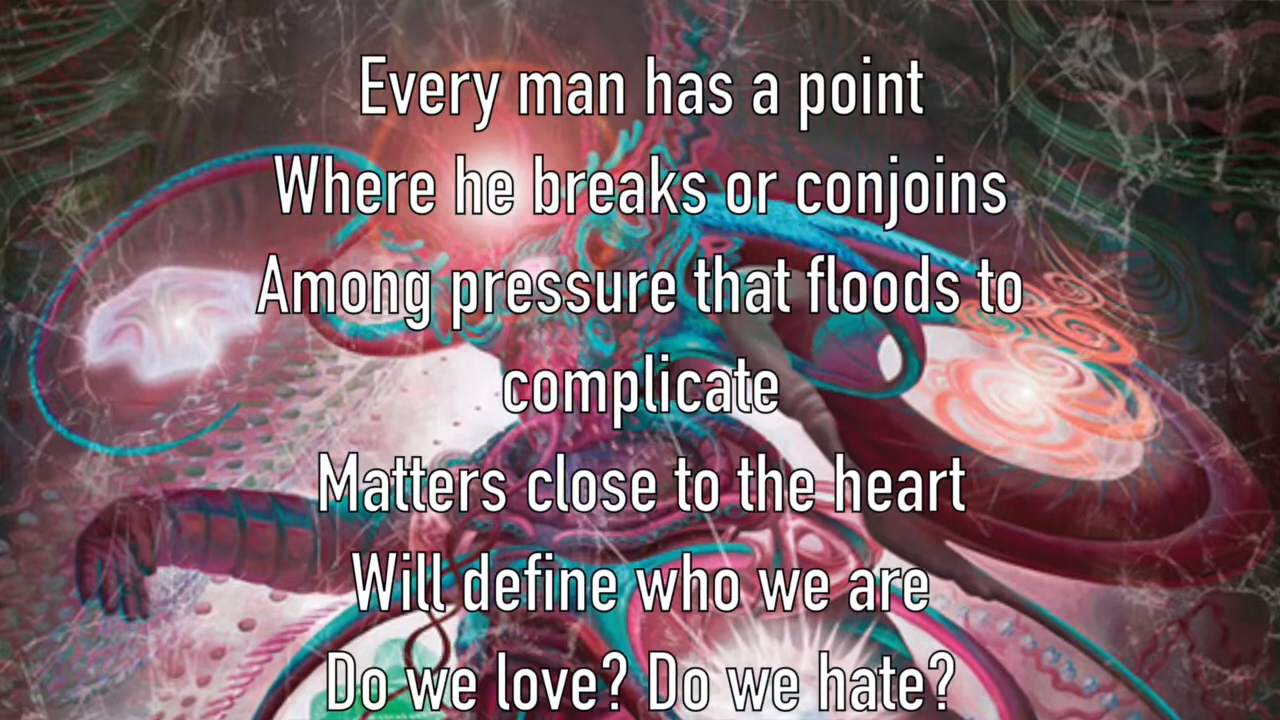 Every man has a point
Where he breaks or conjoins
Among pressure that floods to
complicate
Matters close to the heart
Will define who we are
Do we love? Do we hate?